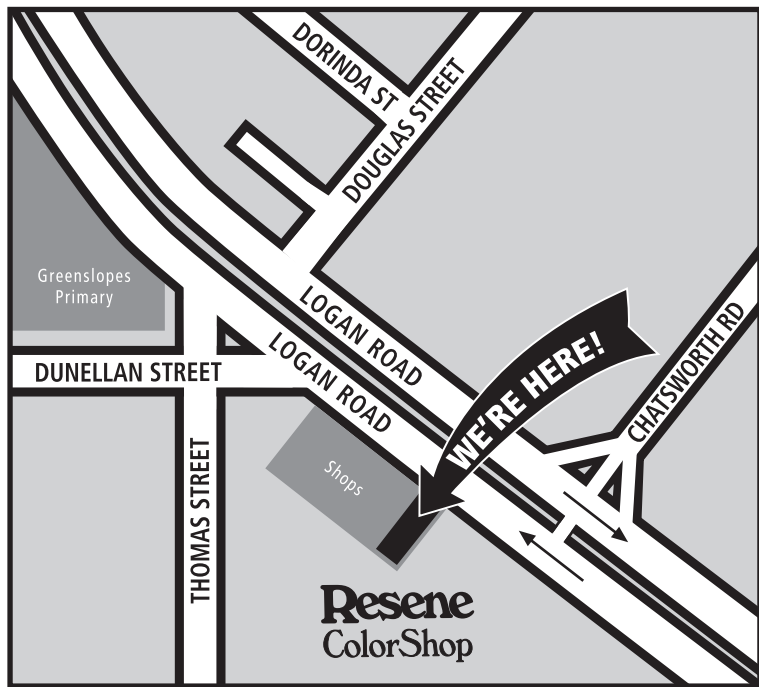 DORINDA ST
DOUGLAS STREET
Greenslopes
Primary
LOGAN ROAD
LOGAN ROAD
WE'RE HERE!
CHATSWORTH RD
DUNELLAN STREET
Shops
THOMAS STREET
Resene
ColorShop